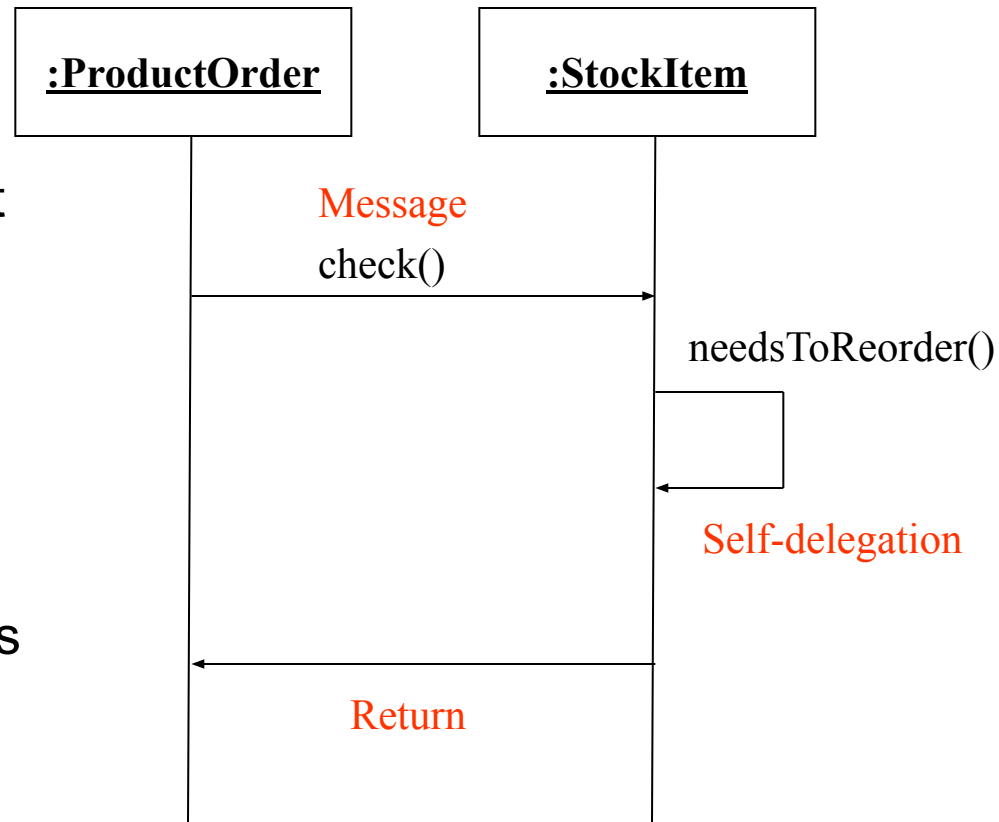 :ProductOrder
:StockItem
t
Message
check()
needsToReorder()
Self-delegation
s
Return